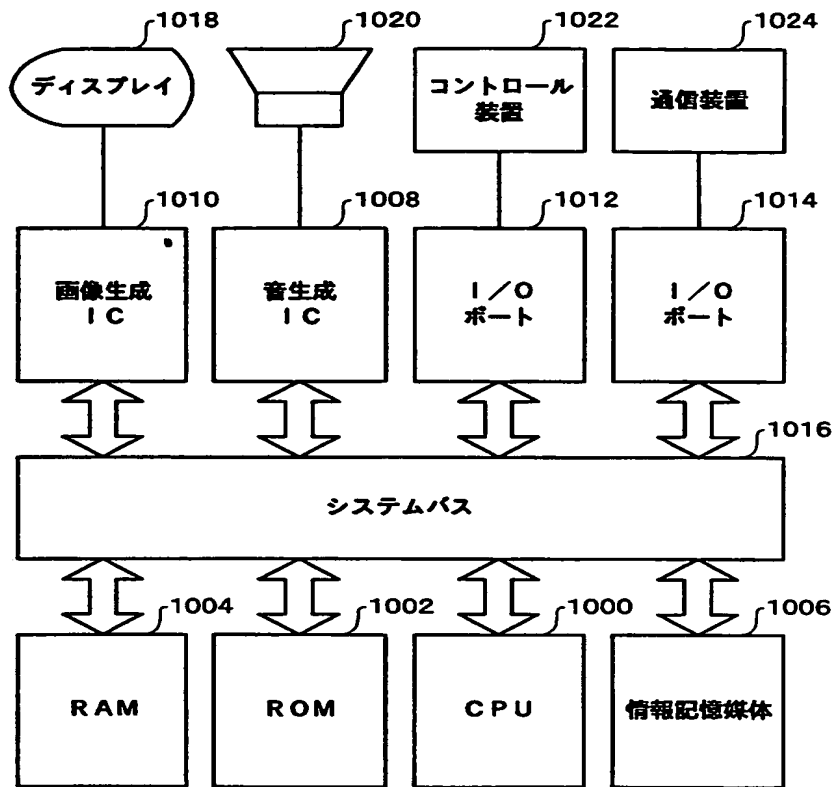 1018
1020
1022
1024
ディスプレイ
コントロール
装置
通信装置
1010
1008
1012
1014
画像生成
IC
音生成
IC
I/O
ポート
I/O
ポート
1016
システムバス
1004
1002
1000
1006
RAM
ROM
CPU
情報記憶媒体